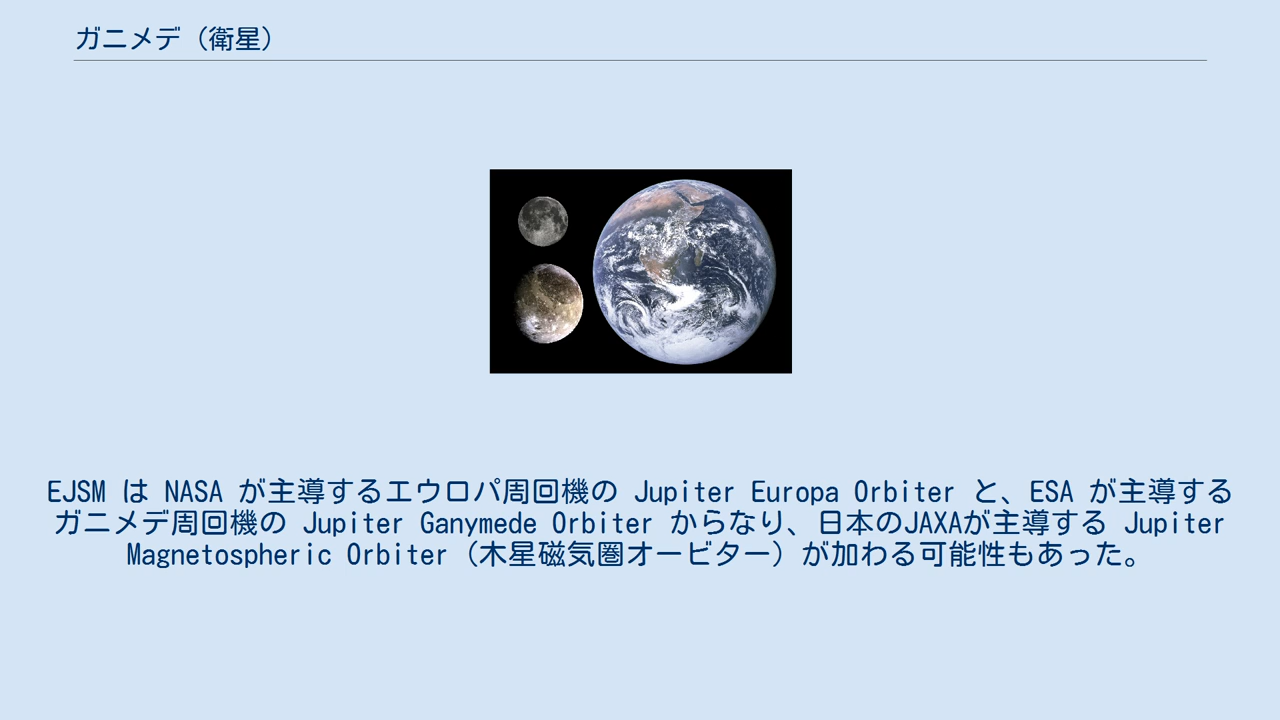 ガニメデ（衛星）
EJSM は NASA が主導するエウロパ周回機の Jupiter Europa Orbiter と、ESA が主導する
ガニメデ周回機の Jupiter Ganymede Orbiter からなり、日本のJAXAが主導する Jupiter
Magnetospheric Orbiter（木星磁気圏オービター）が加わる可能性もあった。